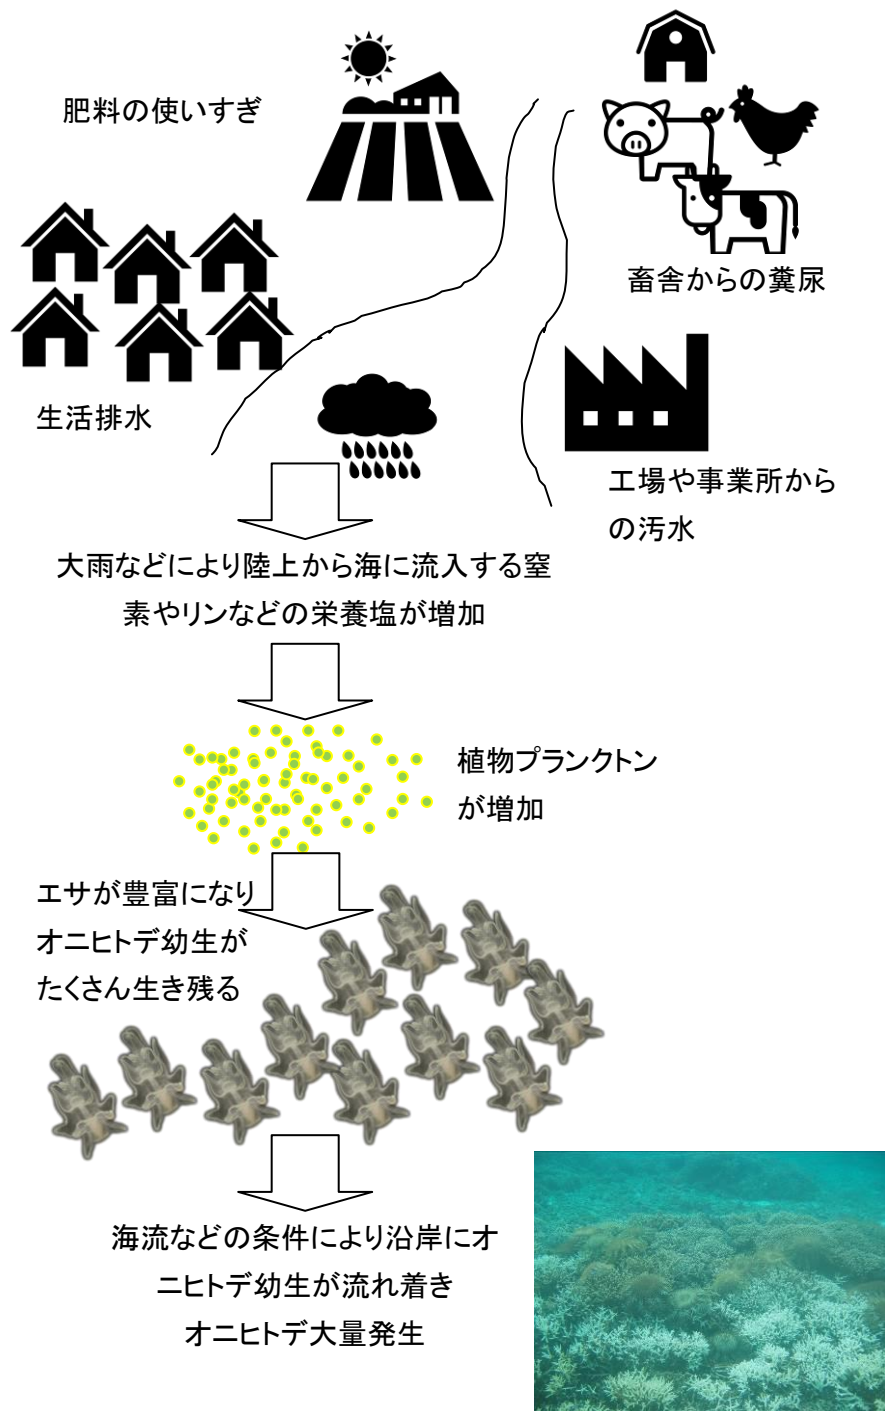 肥料の使いすぎ
畜舎からの糞尿
生活排水
工場や事業所から
の汚水
大雨などにより陸上から海に流入する窒
素やリンなどの栄養塩が増加
植物プランクトン
が増加
エサが豊富になり
オニヒトデ幼生が
たくさん生き残る
海流などの条件により沿岸にオ
ニヒトデ幼生が流れ着き
オニヒトデ大量発生